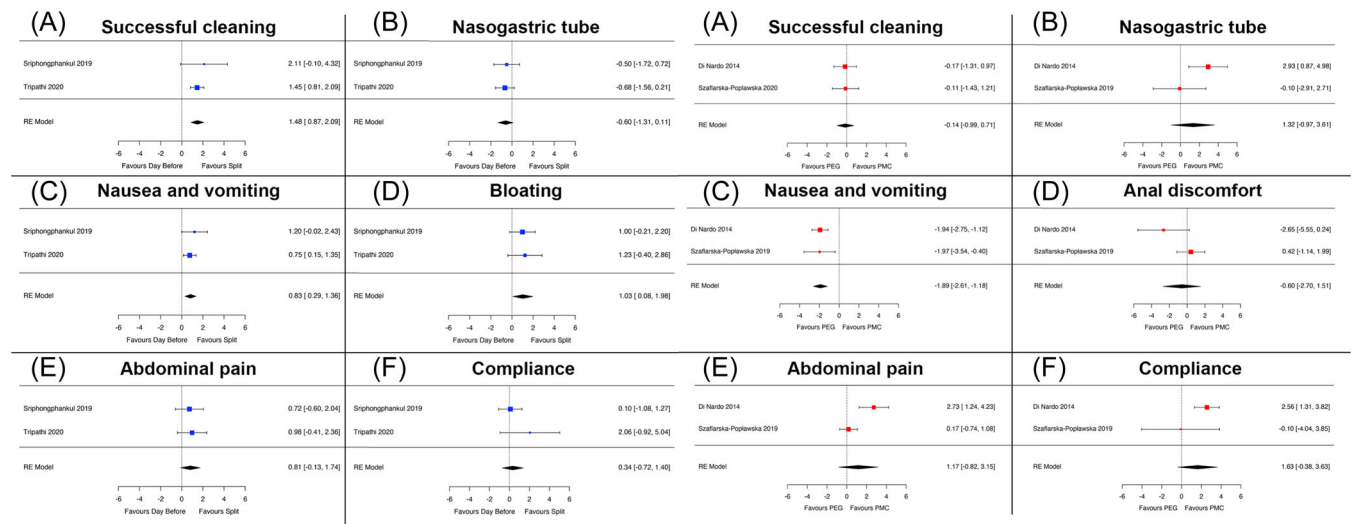 (A) Successful cleaning
Sriphongphankul 2019 2.11 [-0.10, 4.32]
Tripathi 2020 1.45 [ 0.81, 2.09]
RE Model 1.48 [ 0.87, 2.09]
-6 -4 -2 0 2 4 6
Favours Day Before Favours Split
(B) Nasogastric tube
Sriphongphankul 2019 -0.50 [-1.72, 0.72]
Tripathi 2020 -0.68 [-1.56, 0.21]
RE Model -0.60 [-1.31, 0.11]
-6 -4 -2 0 2 4 6
Favours Day Before Favours Split
(C) Nausea and vomiting
Sriphongphankul 2019 1.20 [-0.02, 2.43]
Tripathi 2020 0.75 [ 0.15, 1.35]
RE Model 0.83 [ 0.29, 1.36]
-6 -4 -2 0 2 4 6
Favours Day Before Favours Split
(D) Bloating
Sriphongphankul 2019 1.00 [-0.21, 2.20]
Tripathi 2020 1.23 [-0.40, 2.86]
RE Model 1.03 [ 0.08, 1.98]
-6 -4 -2 0 2 4 6
Favours Day Before Favours Split
(E) Abdominal pain
Sriphongphankul 2019 0.72 [-0.60, 2.04]
Tripathi 2020 0.98 [-0.41, 2.36]
RE Model 0.81 [-0.13, 1.74]
-6 -4 -2 0 2 4 6
Favours Day Before Favours Split
(F) Compliance
Sriphongphankul 2019 0.10 [-1.08, 1.27]
Tripathi 2020 2.06 [-0.92, 5.04]
RE Model 0.34 [-0.72, 1.40]
-6 -4 -2 0 2 4 6
Favours Day Before Favours Split
(A) Successful cleaning
Di Nardo 2014 -0.17 [-1.31, 0.97]
Szaflarska-Popławska 2020 -0.11 [-1.43, 1.21]
RE Model -0.14 [-0.99, 0.71]
-6 -4 -2 0 2 4 6
Favours PEG Favours PMC
(B) Nasogastric tube
Di Nardo 2014 2.93 [ 0.87, 4.98]
Szaflarska-Popławska 2019 -0.10 [-2.91, 2.71]
RE Model 1.32 [-0.97, 3.61]
-6 -4 -2 0 2 4 6
Favours PEG Favours PMC
(C) Nausea and vomiting
Di Nardo 2014 -1.94 [-2.75, -1.12]
Szaflarska-Popławska 2019 -1.97 [-3.54, -0.40]
RE Model -1.89 [-2.61, -1.18]
-6 -4 -2 0 2 4 6
Favours PEG Favours PMC
(D) Anal discomfort
Di Nardo 2014 -2.65 [-5.55, 0.24]
Szaflarska-Popławska 2019 0.42 [-1.14, 1.99]
RE Model -0.60 [-2.70, 1.51]
-6 -4 -2 0 2 4 6
Favours PEG Favours PMC
(E) Abdominal pain
Di Nardo 2014 2.73 [ 1.24, 4.23]
Szaflarska-Popławska 2019 0.17 [-0.74, 1.08]
RE Model 1.17 [-0.82, 3.15]
-6 -4 -2 0 2 4 6
Favours PEG Favours PMC
(F) Compliance
Di Nardo 2014 2.56 [ 1.31, 3.82]
Szaflarska-Popławska 2019 -0.10 [-4.04, 3.85]
RE Model 1.63 [-0.38, 3.63]
-6 -4 -2 0 2 4 6
Favours PEG Favours PMC